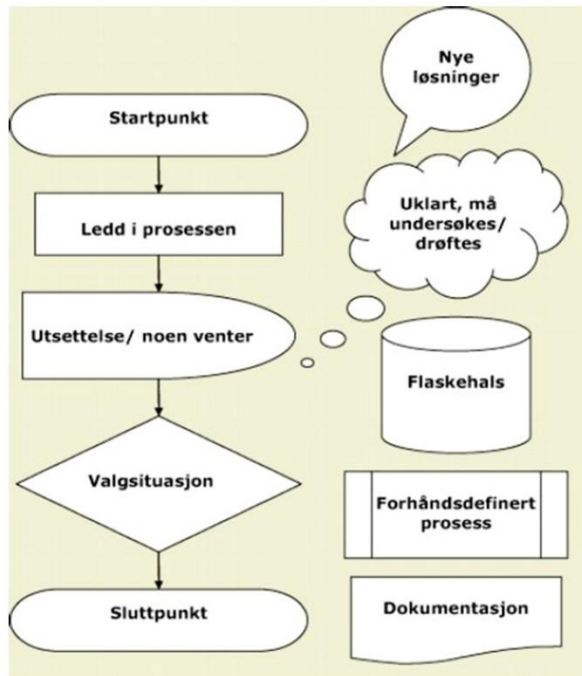 Startpunkt
Ledd i prosessen
Utsettelse/ noen venter
Valgsituasjon
Sluttpunkt
Nye
løsninger
Uklart, må
undersøkes/
drøftes
Flaskehals
Forhåndsdefinert
prosess
Dokumentasjon